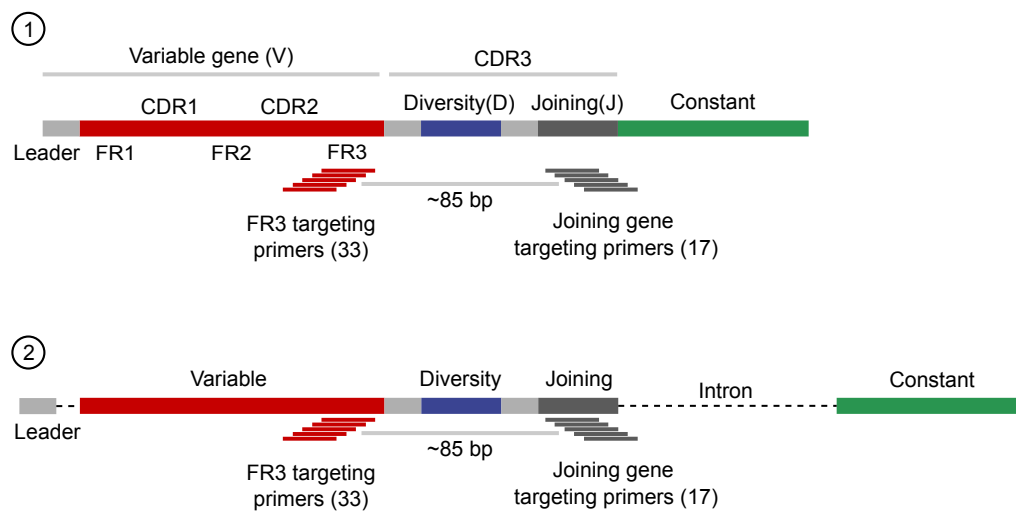 1
Variable gene (V)
CDR3
CDR1
CDR2
Diversity(D)
Joining(J)
Constant
Leader
FR1
FR2
FR3
~85 bp
FR3 targeting
primers (33)
Joining gene
targeting primers (17)
2
Variable
Diversity
Joining
Intron
Constant
Leader
~85 bp
FR3 targeting
primers (33)
Joining gene
targeting primers (17)